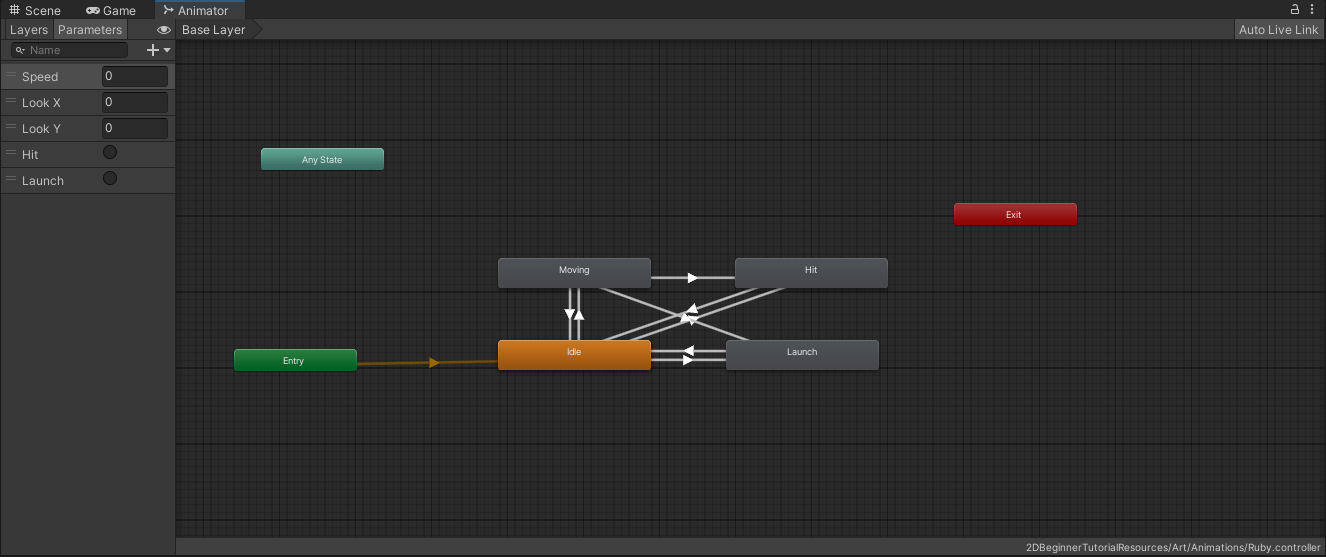 Scene Game Animator
Layers Parameters Base Layer Auto Live Link
Name
Speed 0
Look X 0
Look Y 0
Hit
Launch
Any State
Exit
Moving Hit
Entry Idle Launch
2DBeginnerTutorialResources/Art/Animations/Ruby.controller